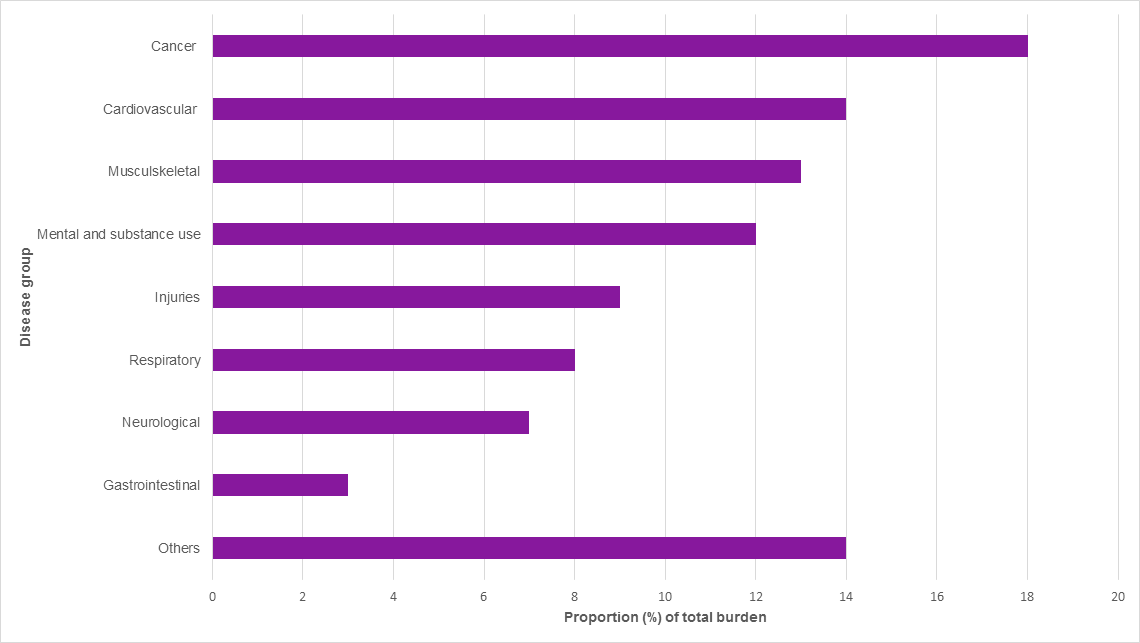 Cancer
Cardiovascular
Musculskeletal
Mental and substance use
Injuries
Respiratory
Neurological
Gastrointestinal
Others
Disease group
0 2 4 6 8 10 12 14 16 18 20
Proportion (%) of total burden